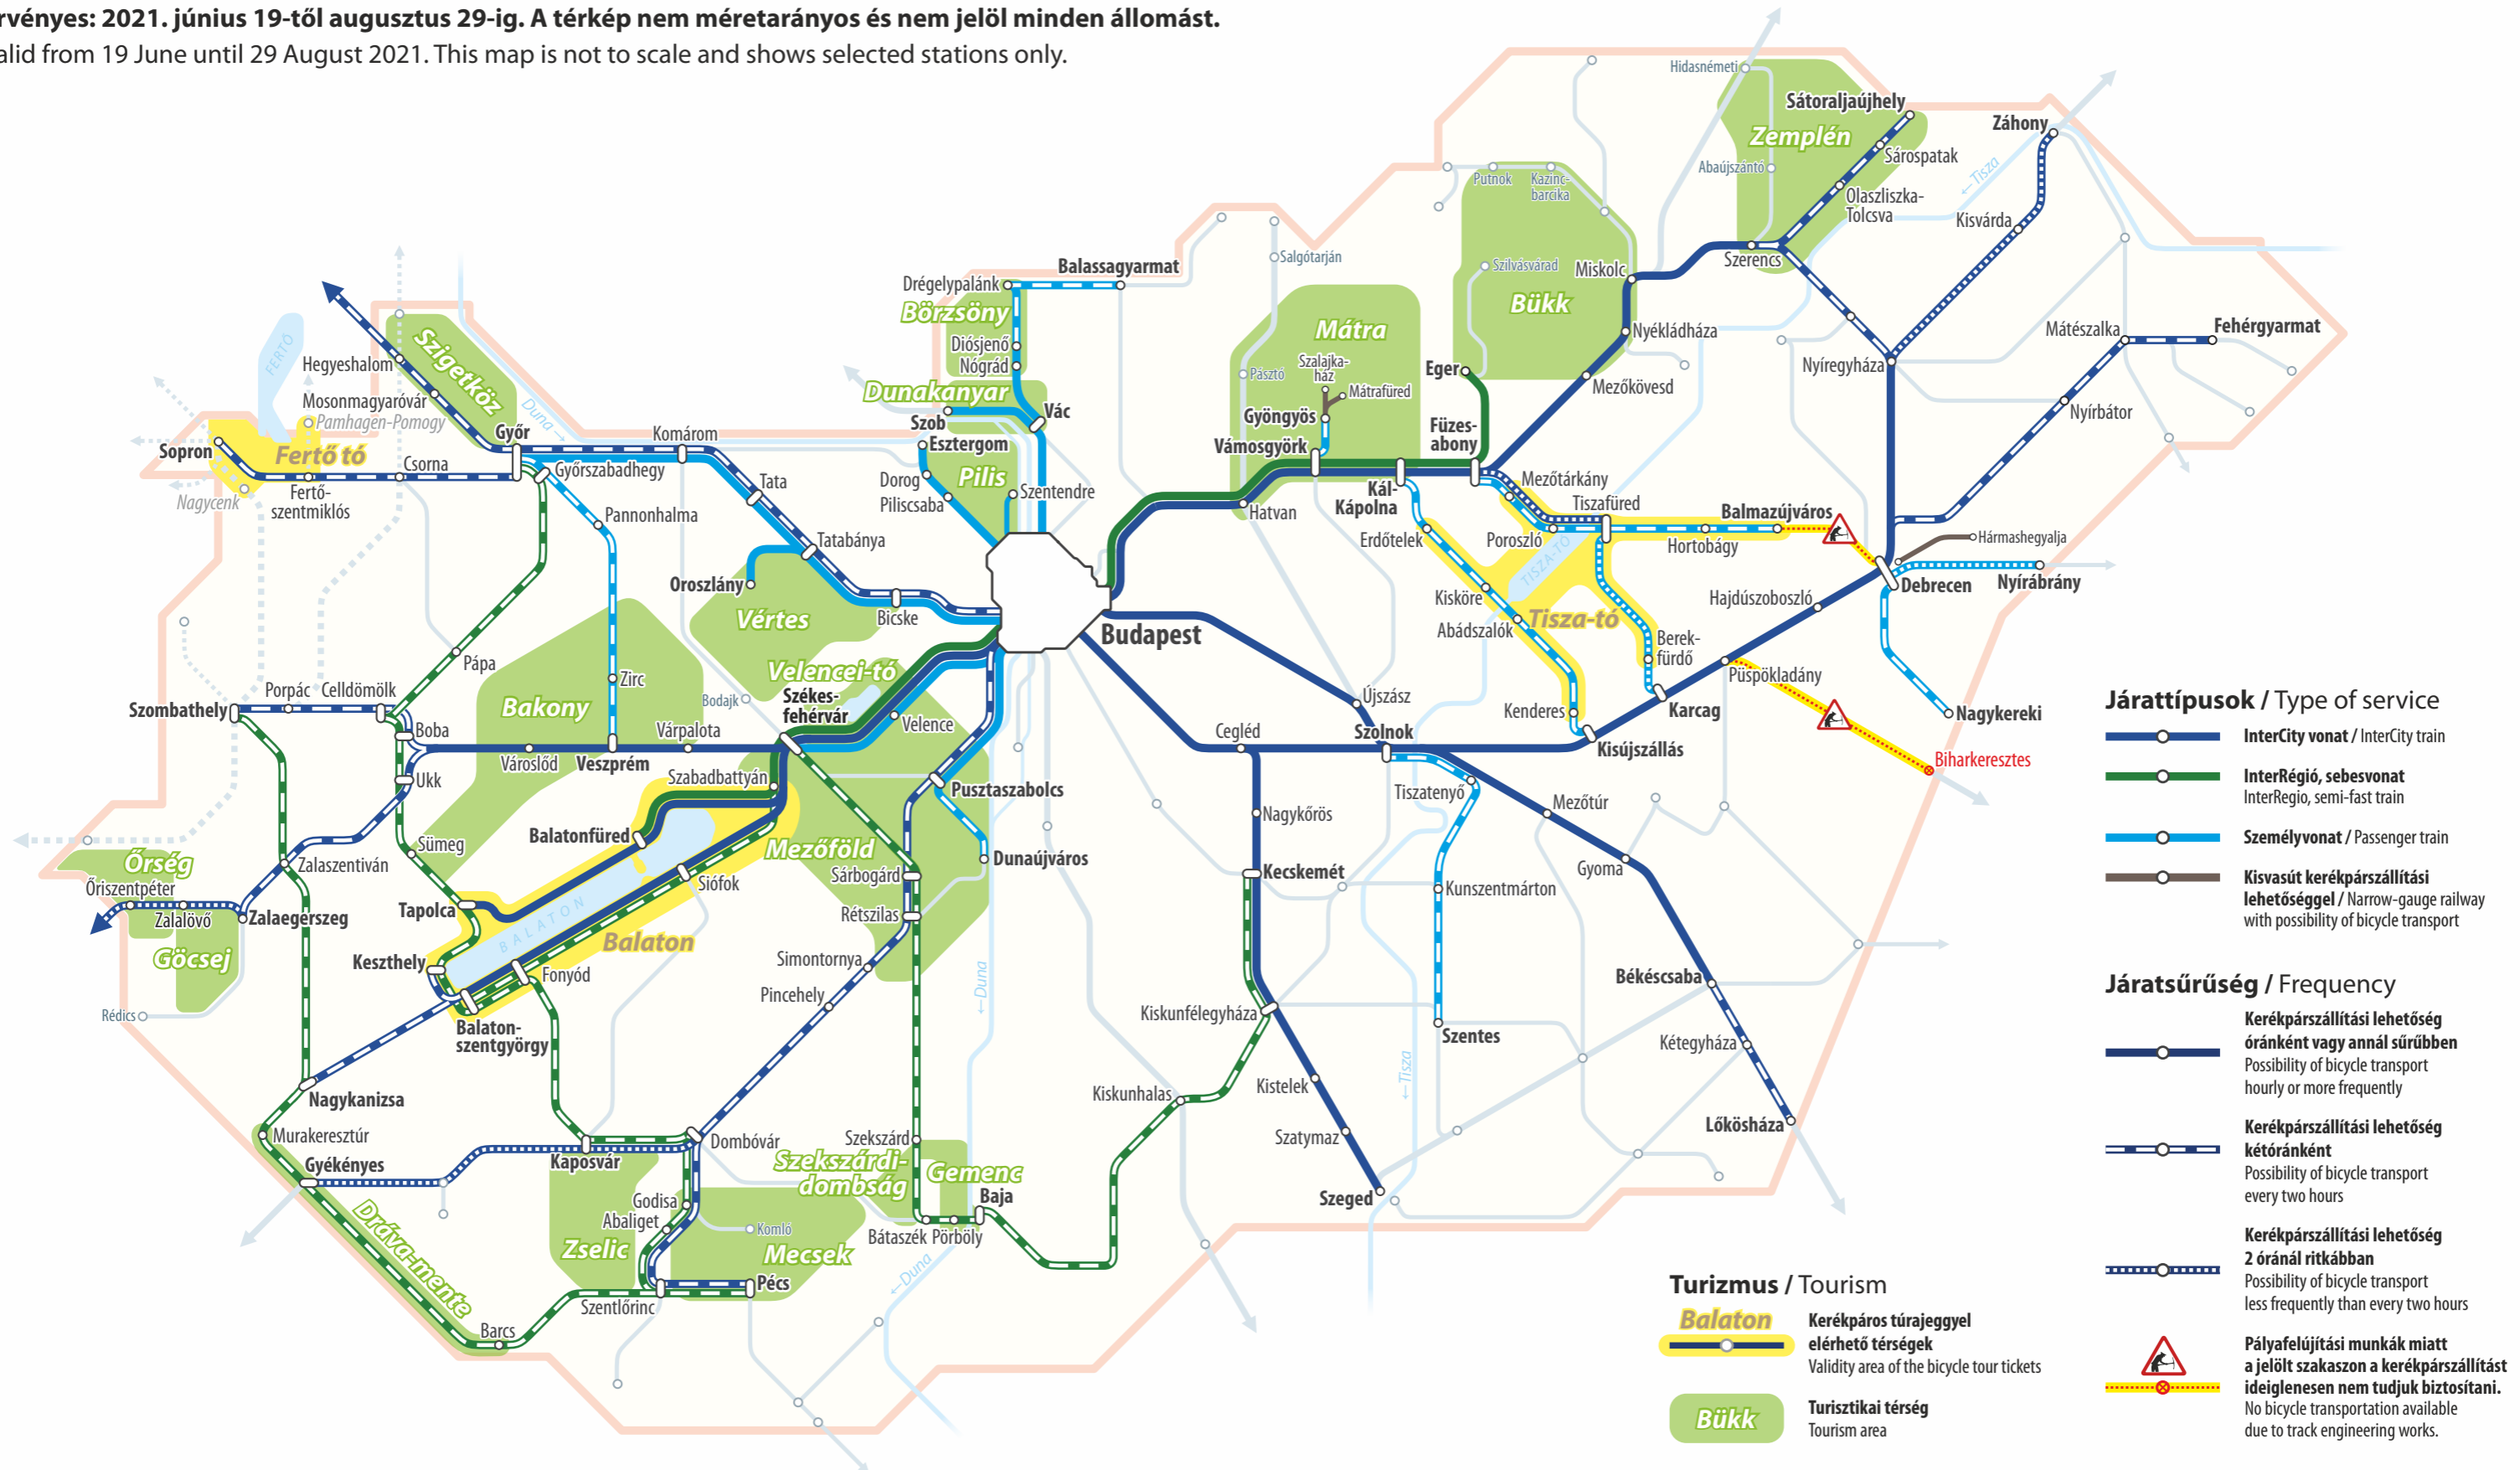 rvényes: 2021. június 19-től augusztus 29-ig. A térkép nem méretarányos és nem jelöl minden állomást.
alid from 19 June until 29 August 2021. This map is not to scale and shows selected stations only.
Hidasnémeti
Sátoraljaújhely
Záhony
Zemplén
Sárospatak
Abaújszántó
←Tisza
Putnok
Kazinc-
barcika
Olaszliszka-
Tolcsva
Kisvárda
Salgótarján
Szilvásvárad
Miskolc
Szerencs
Balassagyarmat
Drégelypalánk
Börzsöny
Bükk
Mátra
Nyékládháza
Mátészalka
Fehérgyarmat
FERTŐ
Szigetköz
Hegyeshalom
Diósjenő
Nógrád
Szalajka-
ház
Pásztó
Mátrafüred
Eger
Mezőkövesd
Nyíregyháza
Mosonmagyaróvár
Pamhagen-Pomogy
Dunakanyar
Duna→
Szob
Vác
Gyöngyös
Nyírbátor
Győr
Komárom
Esztergom
Vámosgyörk
Füzes-
abony
Sopron
Fertő tó
Csorna
Győrszabadhegy
Dorog
Pilis
Piliscsaba
Szentendre
Tata
Nagycenk
Fertő-
szentmiklós
Pannonhalma
Hatvan
Kál-
Kápolna
Mezőtárkány
Tiszafüred
Balmazújváros
Tatabánya
Erdőtelek
Poroszló
Hortobágy
Hármashegyalja
Oroszlány
TISZA-TÓ
Debrecen
Nyírábrány
Vértes
Bicske
Budapest
Kisköre
Abádszalók
Tisza-tó
Hajdúszoboszló
Berek-
fürdő
Pápa
Zirc
Velencei-tó
Püspökladány
Porpác
Celldömölk
Bodajk
Székes-
fehérvár
Velence
Újszász
Kenderes
Karcag
Nagykereki
Szombathely
Boba
Bakony
Várpalota
Cegléd
Szolnok
Kisújszállás
Biharkeresztes
Városlőd
Veszprém
Szabadbattyán
Ukk
Pusztaszabolcs
Tiszatenyő
Mezőtúr
Nagykőrös
Balatonfüred
Sümeg
Mezőföld
Dunaújváros
Őrség
Zalaszentiván
Siófok
Sárbogárd
Kecskemét
Gyoma
Őriszentpéter
Zalalövő
Zalaegerszeg
Tapolca
BALATON
Rétszilas
Kunszentmárton
Göcsej
Keszthely
Balaton
Fonyód
Simontornya
Pincehely
←Duna
Békéscsaba
Rédics
Balaton-
szentgyörgy
Kiskunfélegyháza
Szentes
Kétegyháza
←Tisza
Nagykanizsa
Kiskunhalas
Kistelek
Lőkösháza
Murakeresztúr
Dombóvár
Szekszárd
Szatymaz
Gyékényes
Kaposvár
Szekszárdi-
dombság
Gemenc
Szeged
Godisa
Abaliget
Baja
Dráva-mente
Zselic
Komló
Mecsek
Bátaszék
Pörböly
←Duna
Pécs
Szentlőrinc
Barcs
Járattípusok / Type of service
InterCity vonat / InterCity train
InterRégió, sebesvonat
InterRegio, semi-fast train
Személyvonat / Passenger train
Kisvasút kerékpárszállítási
lehetőséggel / Narrow-gauge railway
with possibility of bicycle transport
Járatsűrűség / Frequency
Kerékpárszállítási lehetőség
óránként vagy annál sűrűbben
Possibility of bicycle transport
hourly or more frequently
Kerékpárszállítási lehetőség
kétóránként
Possibility of bicycle transport
every two hours
Kerékpárszállítási lehetőség
2 óránál ritkábban
Possibility of bicycle transport
less frequently than every two hours
Pályafelújítási munkák miatt
a jelölt szakaszon a kerékpárszállítást
ideiglenesen nem tudjuk biztosítani.
No bicycle transportation available
due to track engineering works.
Turizmus / Tourism
Balaton
Kerékpáros túrajeggyel
elérhető térségek
Validity area of the bicycle tour tickets
Bükk
Turisztikai térség
Tourism area